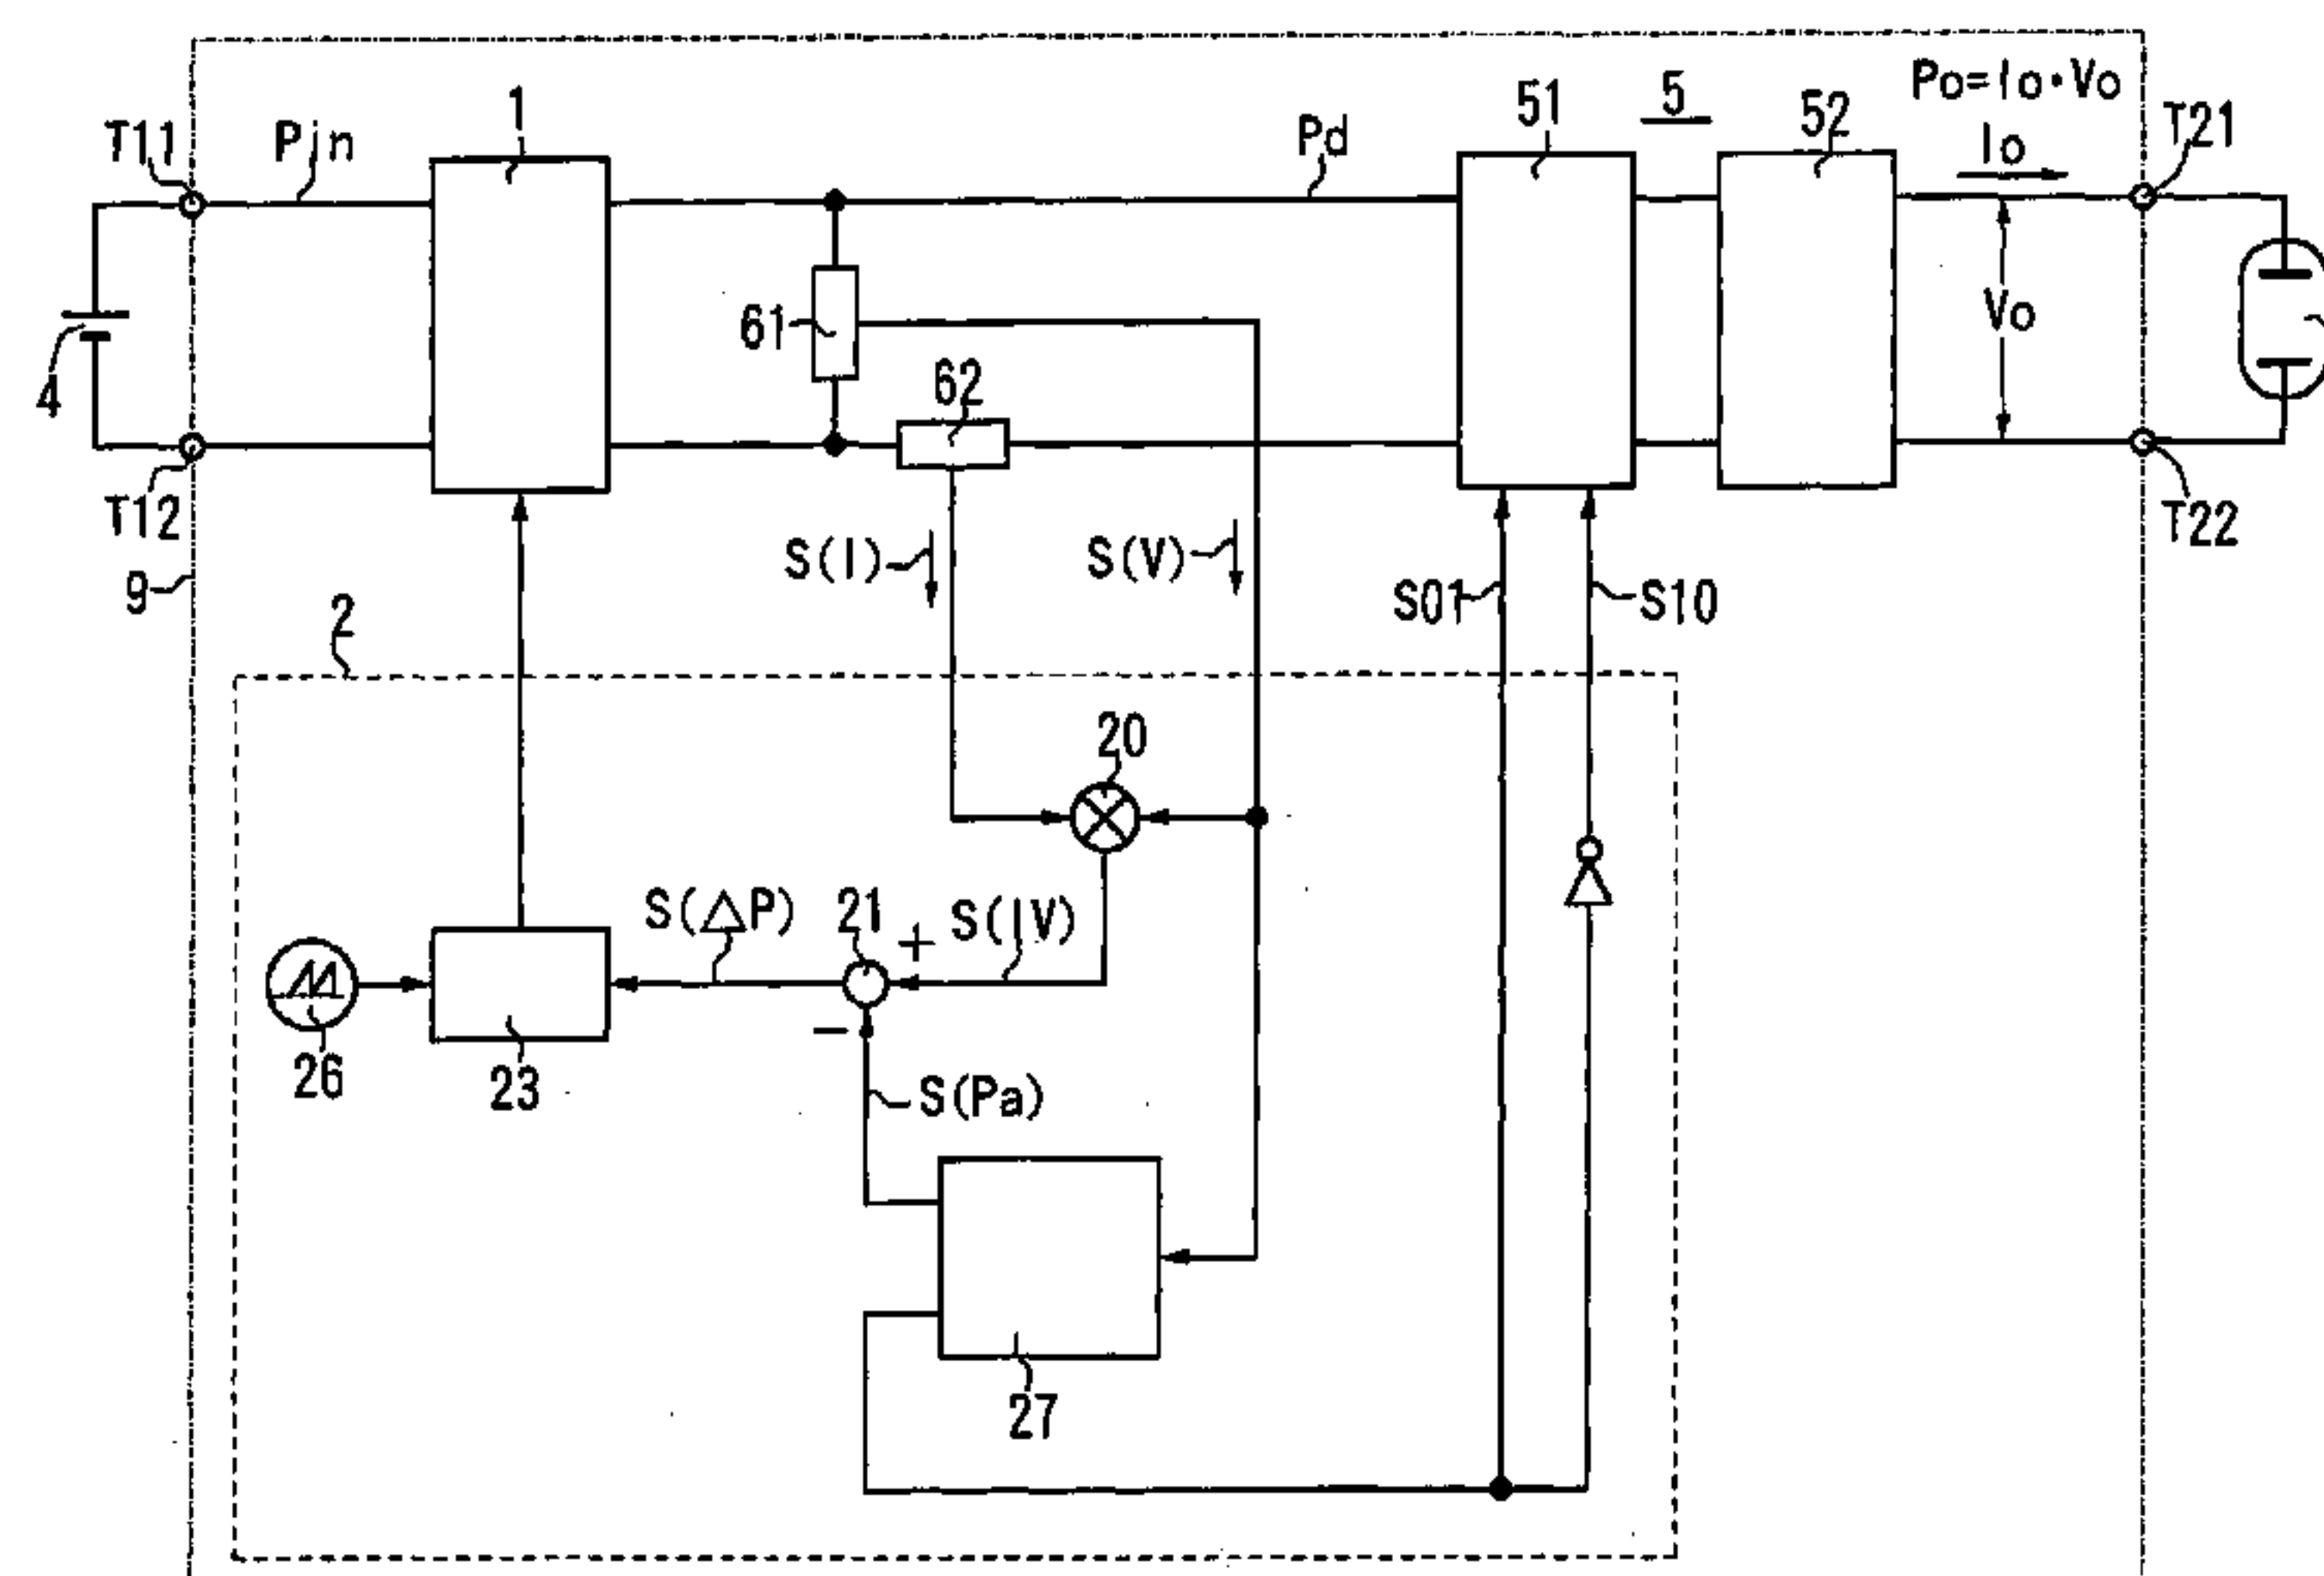 1
51
5
52
Po=Io·Vo
T21
T11
Pin
Pd
Io
61
62
Vo
4
T12
T22
S(I)
S(V)
9
2
S01
S10
20
S(△P)
21
+
S(IV)
−
26
23
S(Pa)
27